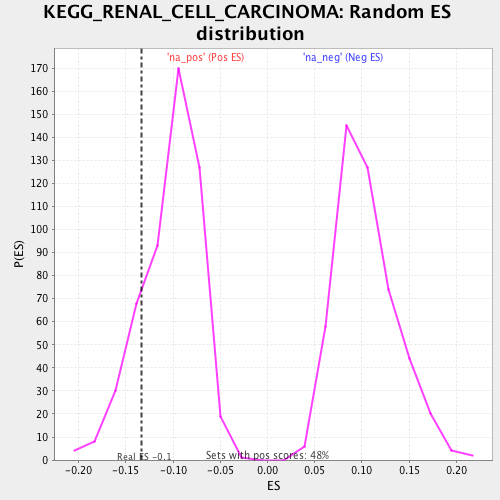 KEGG_RENAL_CELL_CARCINOMA: Random ES
distribution
'na_pos' (Pos ES) 'na_neg' (Neg ES)
170
160
150
140
130
120
110
100
90
80
70
60
50
40
30
20
10
0
P(ES)
Real ES -0.1 Sets with pos scores: 48%
-0.20 -0.15 -0.10 -0.05 0.00 0.05 0.10 0.15 0.20
ES